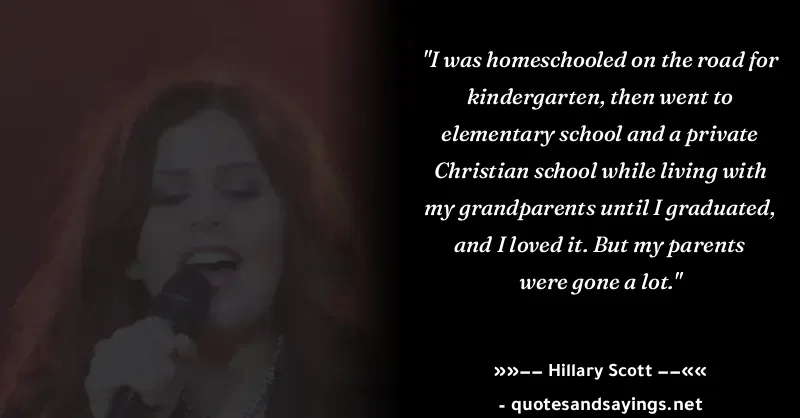 "I was homeschooled on the road for
kindergarten, then went to
elementary school and a private
Christian school while living with
my grandparents until I graduated,
and I loved it. But my parents
were gone a lot."
»»–– Hillary Scott ––««
- quotesandsayings.net